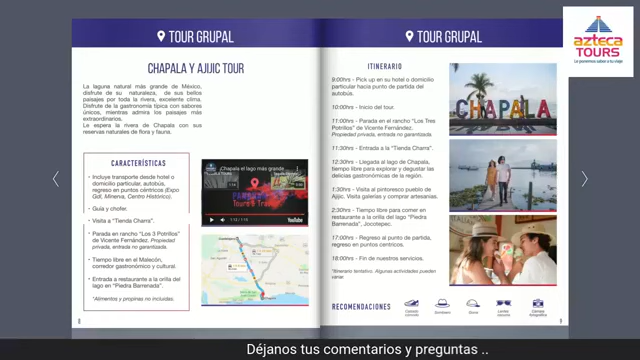 TOUR GRUPAL
CHAPALA Y AJIJIC TOUR
La laguna natural más grande de México,
disfrute de su naturaleza, de sus bellos
paisajes por toda la rivera, excelente clima.
Disfrute de la gastronomía típica con sabores
únicos, mientras admira los paisajes más
extraordinarios.
Le espera la rivera de Chapala con sus
reservas naturales de flora y fauna.
CARACTERÍSTICAS
- Incluye transporte desde hotel o
domicilio particular, autobús,
regreso en puntos céntricos (Expo
Gdl, Minerva, Centro Histórico).
- Guía y chofer.
- Visita a "Tienda Charra".
- Parada en rancho "Los 3 Potrillos"
de Vicente Fernández. Propiedad
privada, entrada no garantizada.
- Tiempo libre en el Malecón,
corredor gastronómico y cultural.
- Entrada a restaurante a la orilla del
lago en "Piedra Barrenada".
*Alimentos y propinas no incluidas.
Chapala el lago más grande ...
YouTube
TOUR GRUPAL
ITINERARIO
9:00hrs - Pick up en su hotel o domicilio
particular hacia punto de partida del
autobús.
10:00hrs - Inicio del tour.
11:00hrs - Parada en el rancho "Los Tres
Potrillos" de Vicente Fernández.
Propiedad privada, entrada no garantizada.
11:30hrs - Entrada a la "Tienda Charra".
12:30hrs - Llegada al lago de Chapala,
tiempo libre para explorar y degustar las
delicias gastronómicas de la región.
1:30hrs - Visita al pintoresco pueblo de
Ajijic. Visita galerías y comprar artesanías.
2:30hrs - Tiempo libre para comer en
restaurante a la orilla del lago "Piedra
Barrenada", Jocotepec.
17:00hrs - Regreso al punto de partida,
regreso en puntos céntricos.
18:00hrs - Fin de nuestros servicios.
*Itinerario tentativo. Algunas actividades pueden
variar.
RECOMENDACIONES
CHAPALA
azteca
TOURS
Le ponemos sabor a tu viaje
Déjanos tus comentarios y preguntas ..